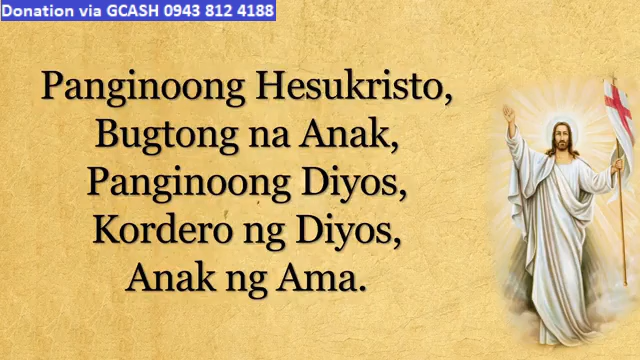 Donation via GCASH 0943 812 4188
Panginoong Hesukristo,
Bugtong na Anak,
Panginoong Diyos,
Kordero ng Diyos,
Anak ng Ama.